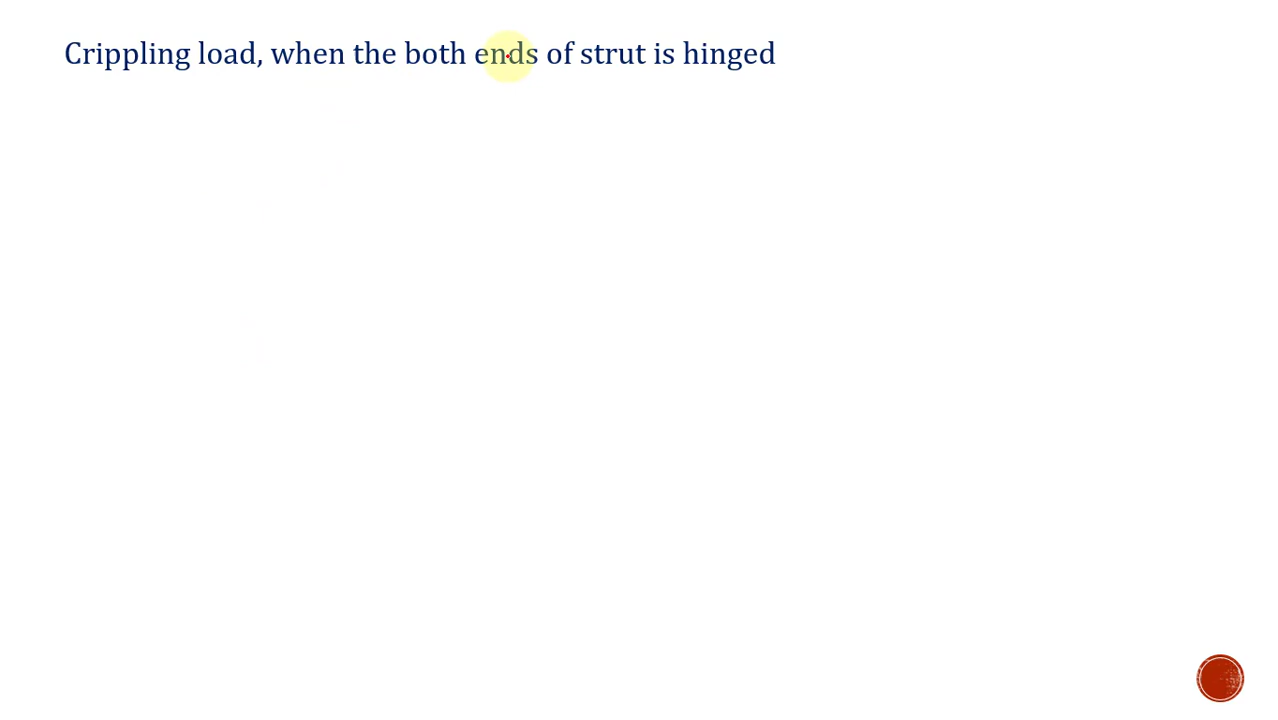 Crippling load, when the both ends of strut is hinged